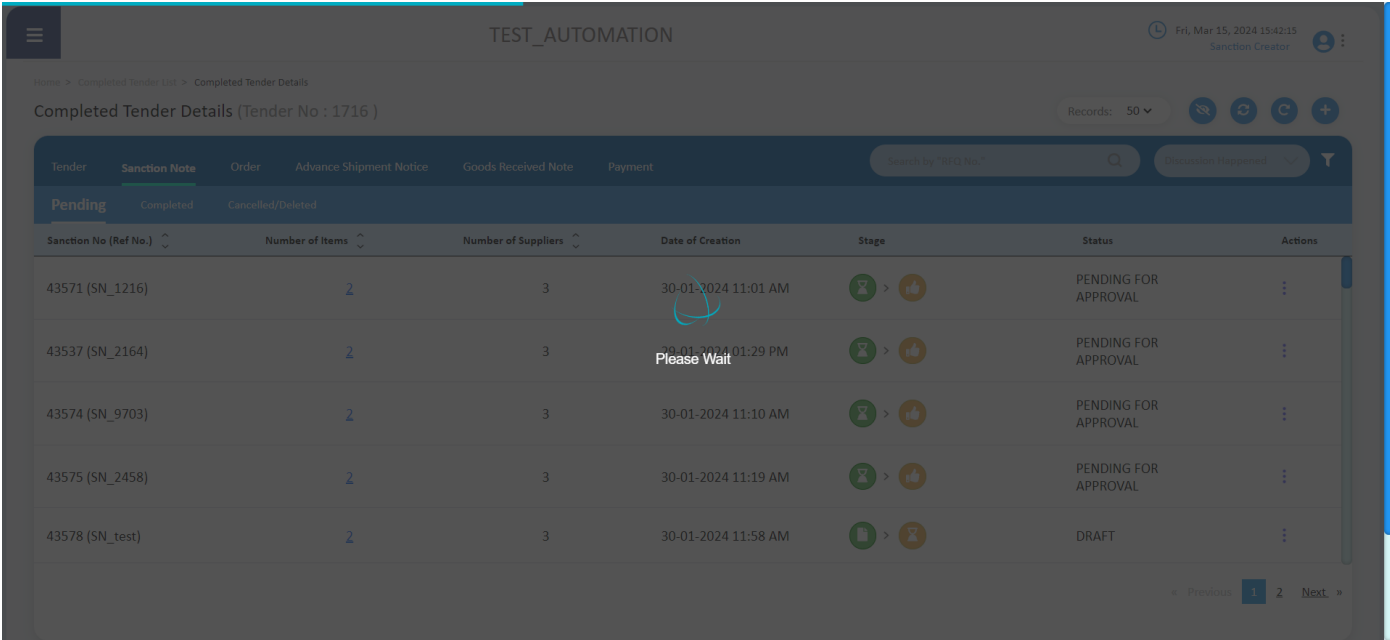 TEST_AUTOMATION
Fri, Mar 15, 2024 15:42:15
Sanction Creator
Home > Completed Tender List > Completed Tender Details
Completed Tender Details (Tender No : 1716 )
Records: 50
Tender Sanction Note Order Advance Shipment Notice Goods Received Note Payment
Search by "RFQ No."
Discussion Happened
Pending Completed Cancelled/Deleted
Sanction No (Ref No.) Number of Items Number of Suppliers Date of Creation Stage Status Actions
43571 (SN_1216) 2 3 30-01-2024 11:01 AM > PENDING FOR
APPROVAL
43537 (SN_2164) 2 3 29-01-2024 01:29 PM > PENDING FOR
APPROVAL
Please Wait
43574 (SN_9703) 2 3 30-01-2024 11:10 AM > PENDING FOR
APPROVAL
43575 (SN_2458) 2 3 30-01-2024 11:19 AM > PENDING FOR
APPROVAL
43578 (SN_test) 2 3 30-01-2024 11:58 AM > DRAFT
« Previous 1 2 Next »